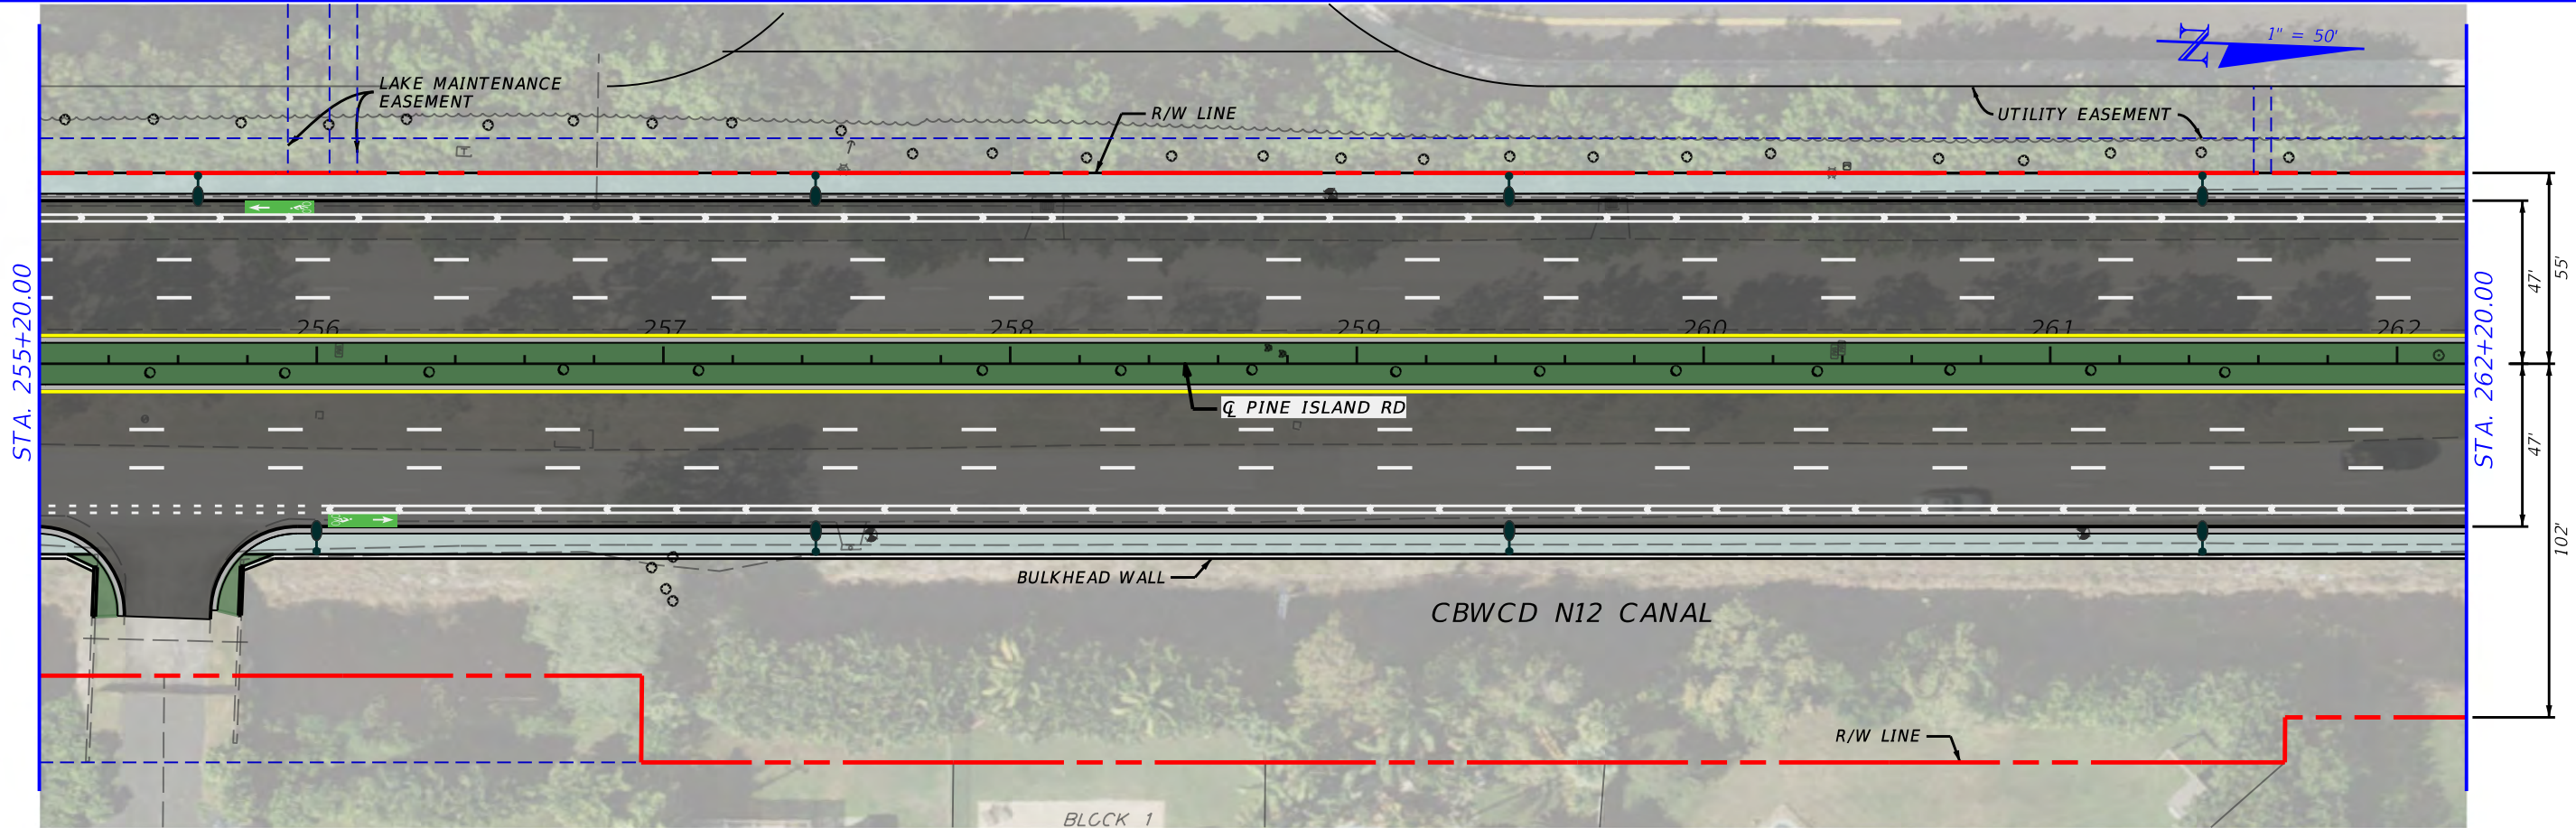 1" = 50'
N
LAKE MAINTENANCE
EASEMENT
R/W LINE
UTILITY EASEMENT
STA. 255+20.00
256
257
258
259
260
261
262
STA. 262+20.00
47'
55'
℄ PINE ISLAND RD
47'
102'
BULKHEAD WALL
CBWCD N12 CANAL
R/W LINE
BLOCK 1